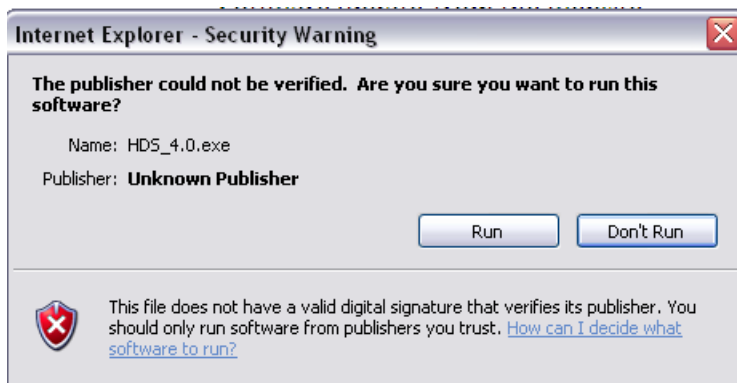 Internet Explorer - Security Warning
The publisher could not be verified. Are you sure you want to run this
software?
Name: HDS_4.0.exe
Publisher: Unknown Publisher
Run
Don't Run
This file does not have a valid digital signature that verifies its publisher. You
should only run software from publishers you trust. How can I decide what
software to run?